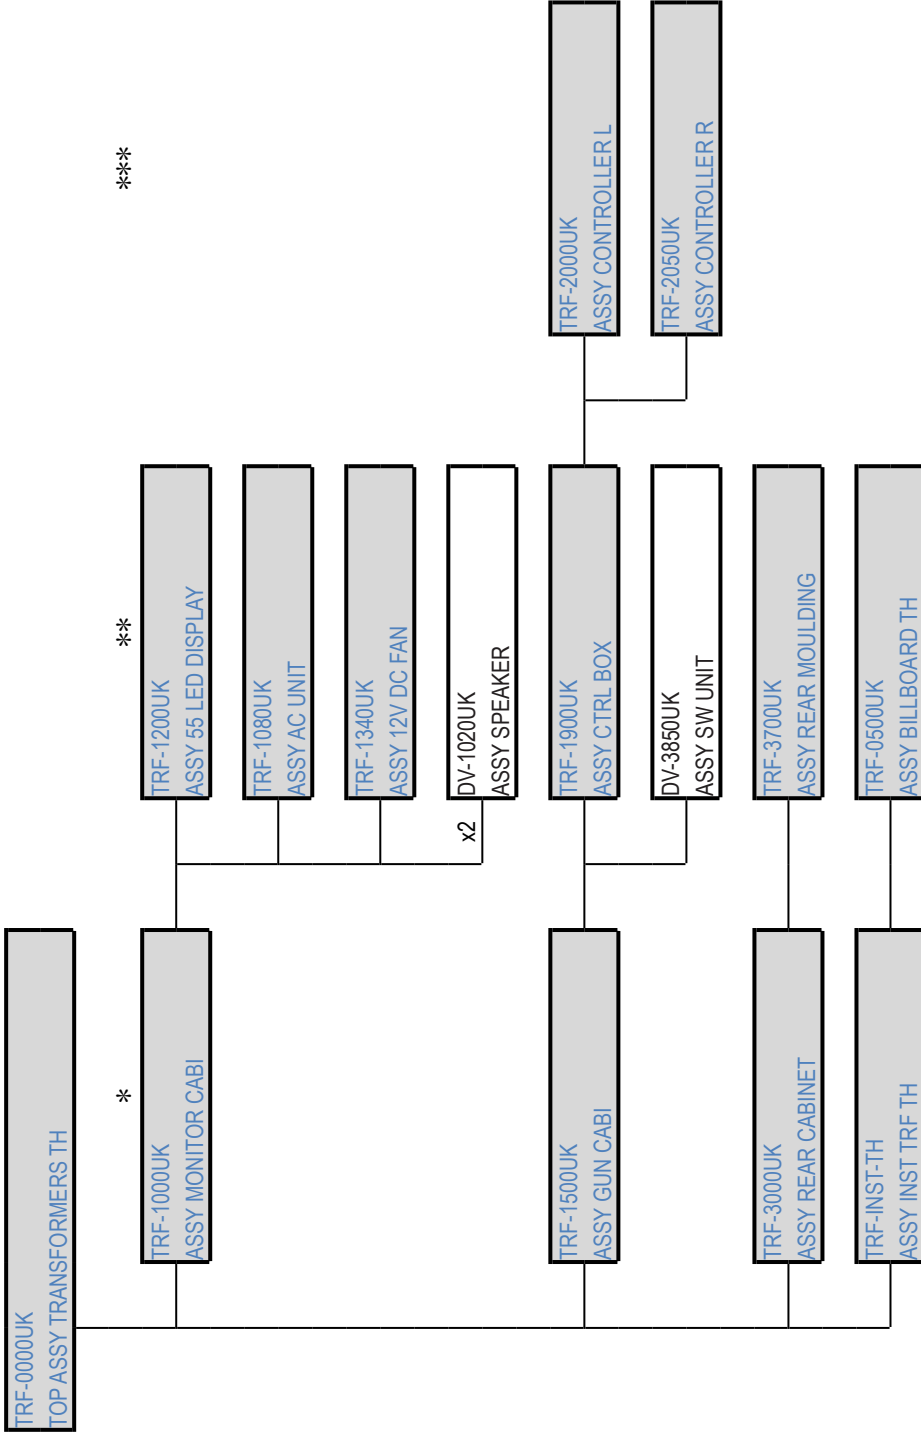 TRF-0000UK
TOP ASSY TRANSFORMERS TH
*
**
***
TRF-1000UK
ASSY MONITOR CABI
TRF-1200UK
ASSY 55 LED DISPLAY
TRF-1080UK
ASSY AC UNIT
TRF-1340UK
ASSY 12V DC FAN
x2
DV-1020UK
ASSY SPEAKER
TRF-1500UK
ASSY GUN CABI
TRF-1900UK
ASSY CTRL BOX
TRF-2000UK
ASSY CONTROLLER L
DV-3850UK
ASSY SW UNIT
TRF-2050UK
ASSY CONTROLLER R
TRF-3000UK
ASSY REAR CABINET
TRF-3700UK
ASSY REAR MOULDING
TRF-INST-TH
ASSY INST TRF TH
TRF-0500UK
ASSY BILLBOARD TH